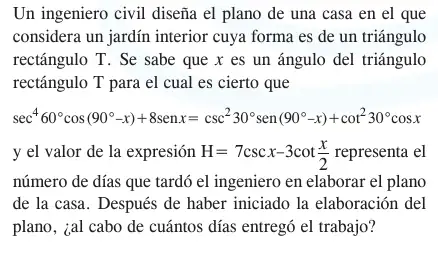 Un ingeniero civil diseña el plano de una casa en el que
considera un jardín interior cuya forma es de un triángulo
rectángulo T. Se sabe que x es un ángulo del triángulo
rectángulo T para el cual es cierto que
sec⁴60°cos(90°–x)+8senx= csc²30°sen(90°–x)+cot²30°cosx
y el valor de la expresión H= 7cscx–3cot x/2 representa el
número de días que tardó el ingeniero en elaborar el plano
de la casa. Después de haber iniciado la elaboración del
plano, ¿al cabo de cuántos días entregó el trabajo?